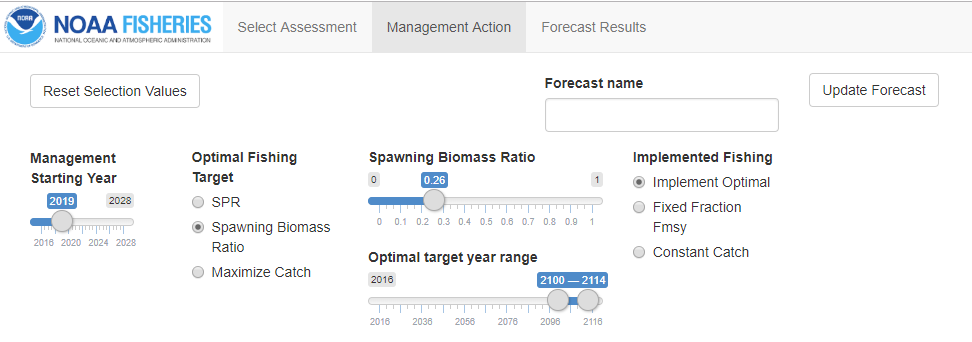 NOAA
NOAA FISHERIES
NATIONAL OCEANIC AND ATMOSPHERIC ADMINISTRATION
Select Assessment
Management Action
Forecast Results
Reset Selection Values
Forecast name
Update Forecast
Management
Starting Year
2019
2028
2016 2020 2024 2028
Optimal Fishing
Target
SPR
Spawning Biomass
Ratio
Maximize Catch
Spawning Biomass Ratio
0
0.26
1
0 0.1 0.2 0.3 0.4 0.5 0.6 0.7 0.8 0.9 1
Optimal target year range
2016
2100 — 2114
2016 2036 2056 2076 2096 2116
Implemented Fishing
Implement Optimal
Fixed Fraction
Fmsy
Constant Catch